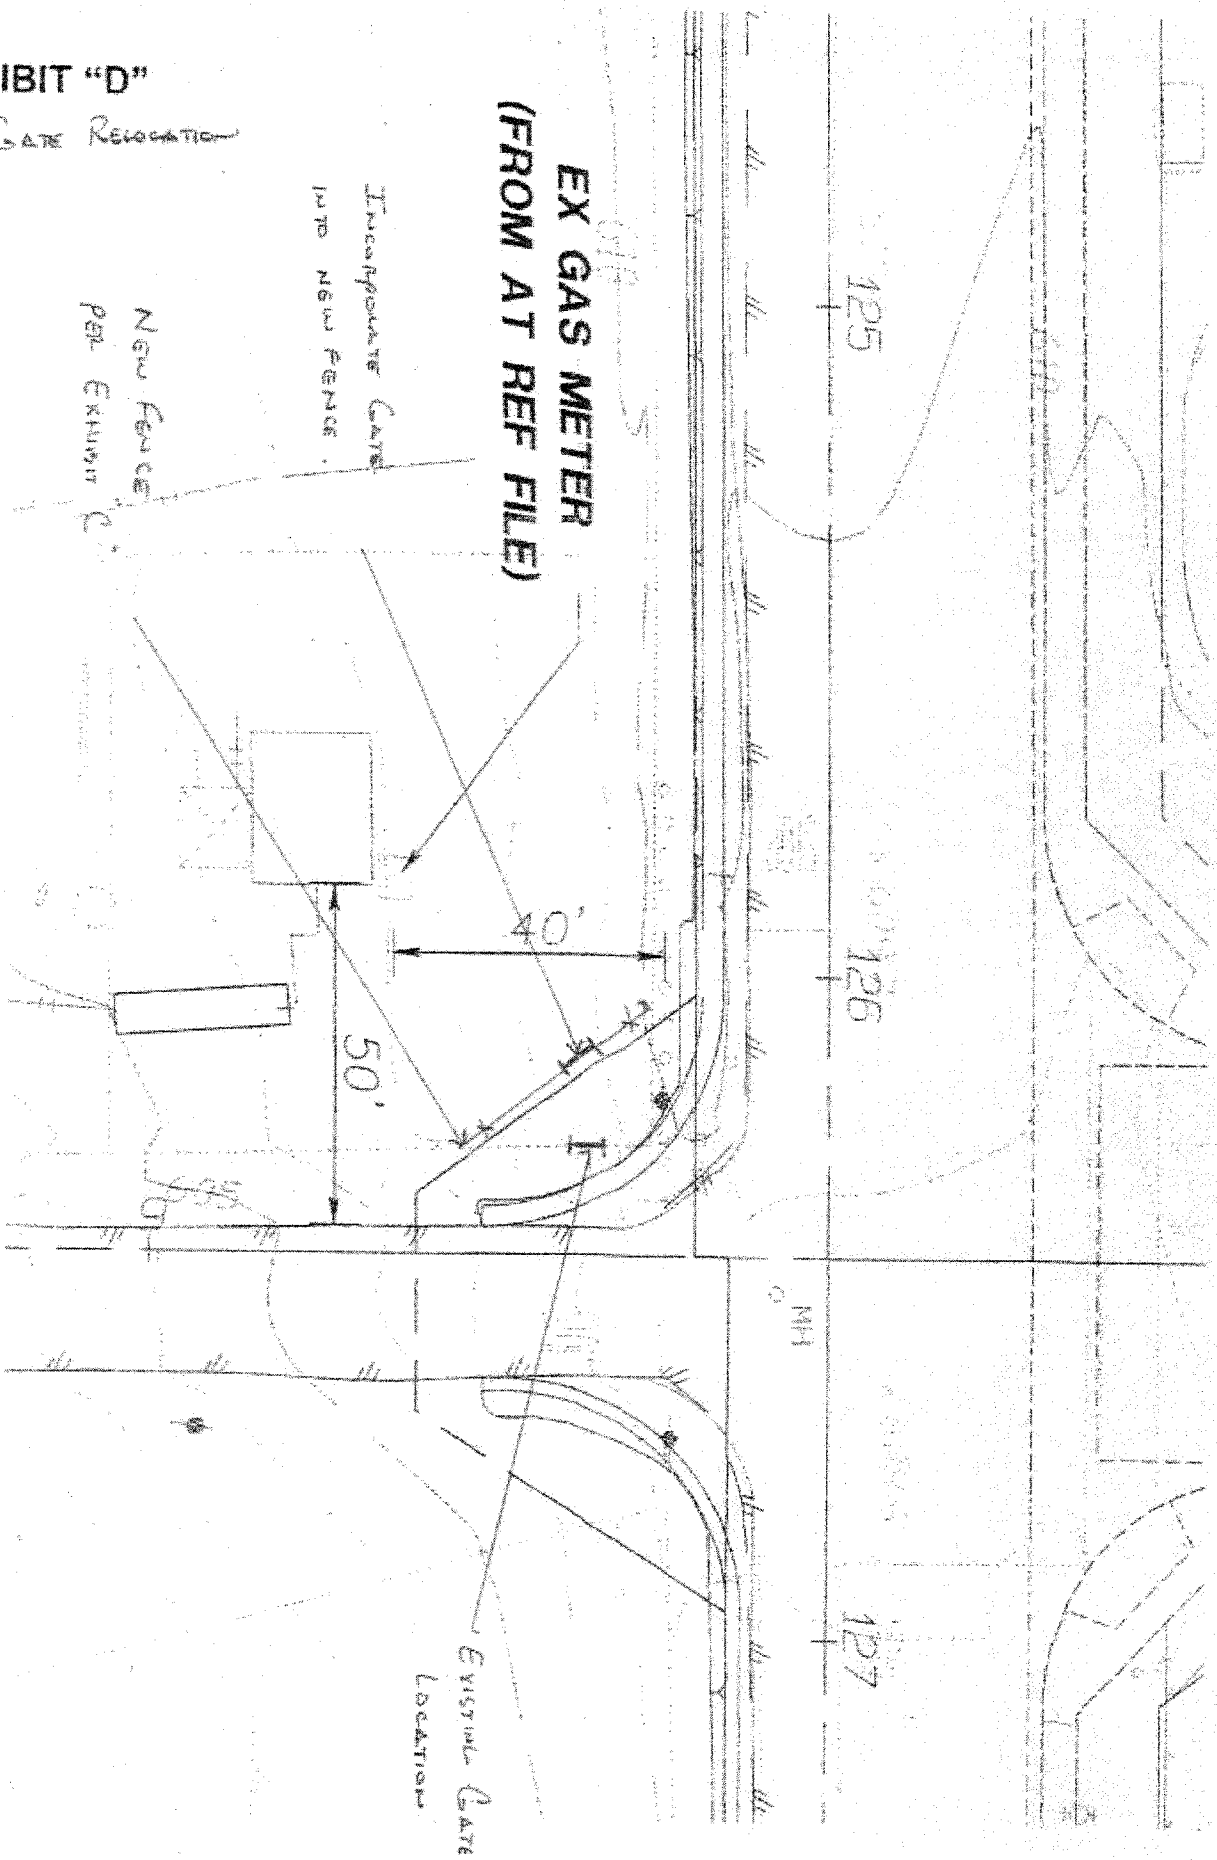 IBIT “D”
GATE RELOCATION
EX GAS METER
(FROM AT REF FILE)
INCORPORATE GATE
INTO NEW FENCE.
NEW FENCE
PER EXHIBIT C.
125
126
127
40'
50'
MH
EXISTING GATE
LOCATION